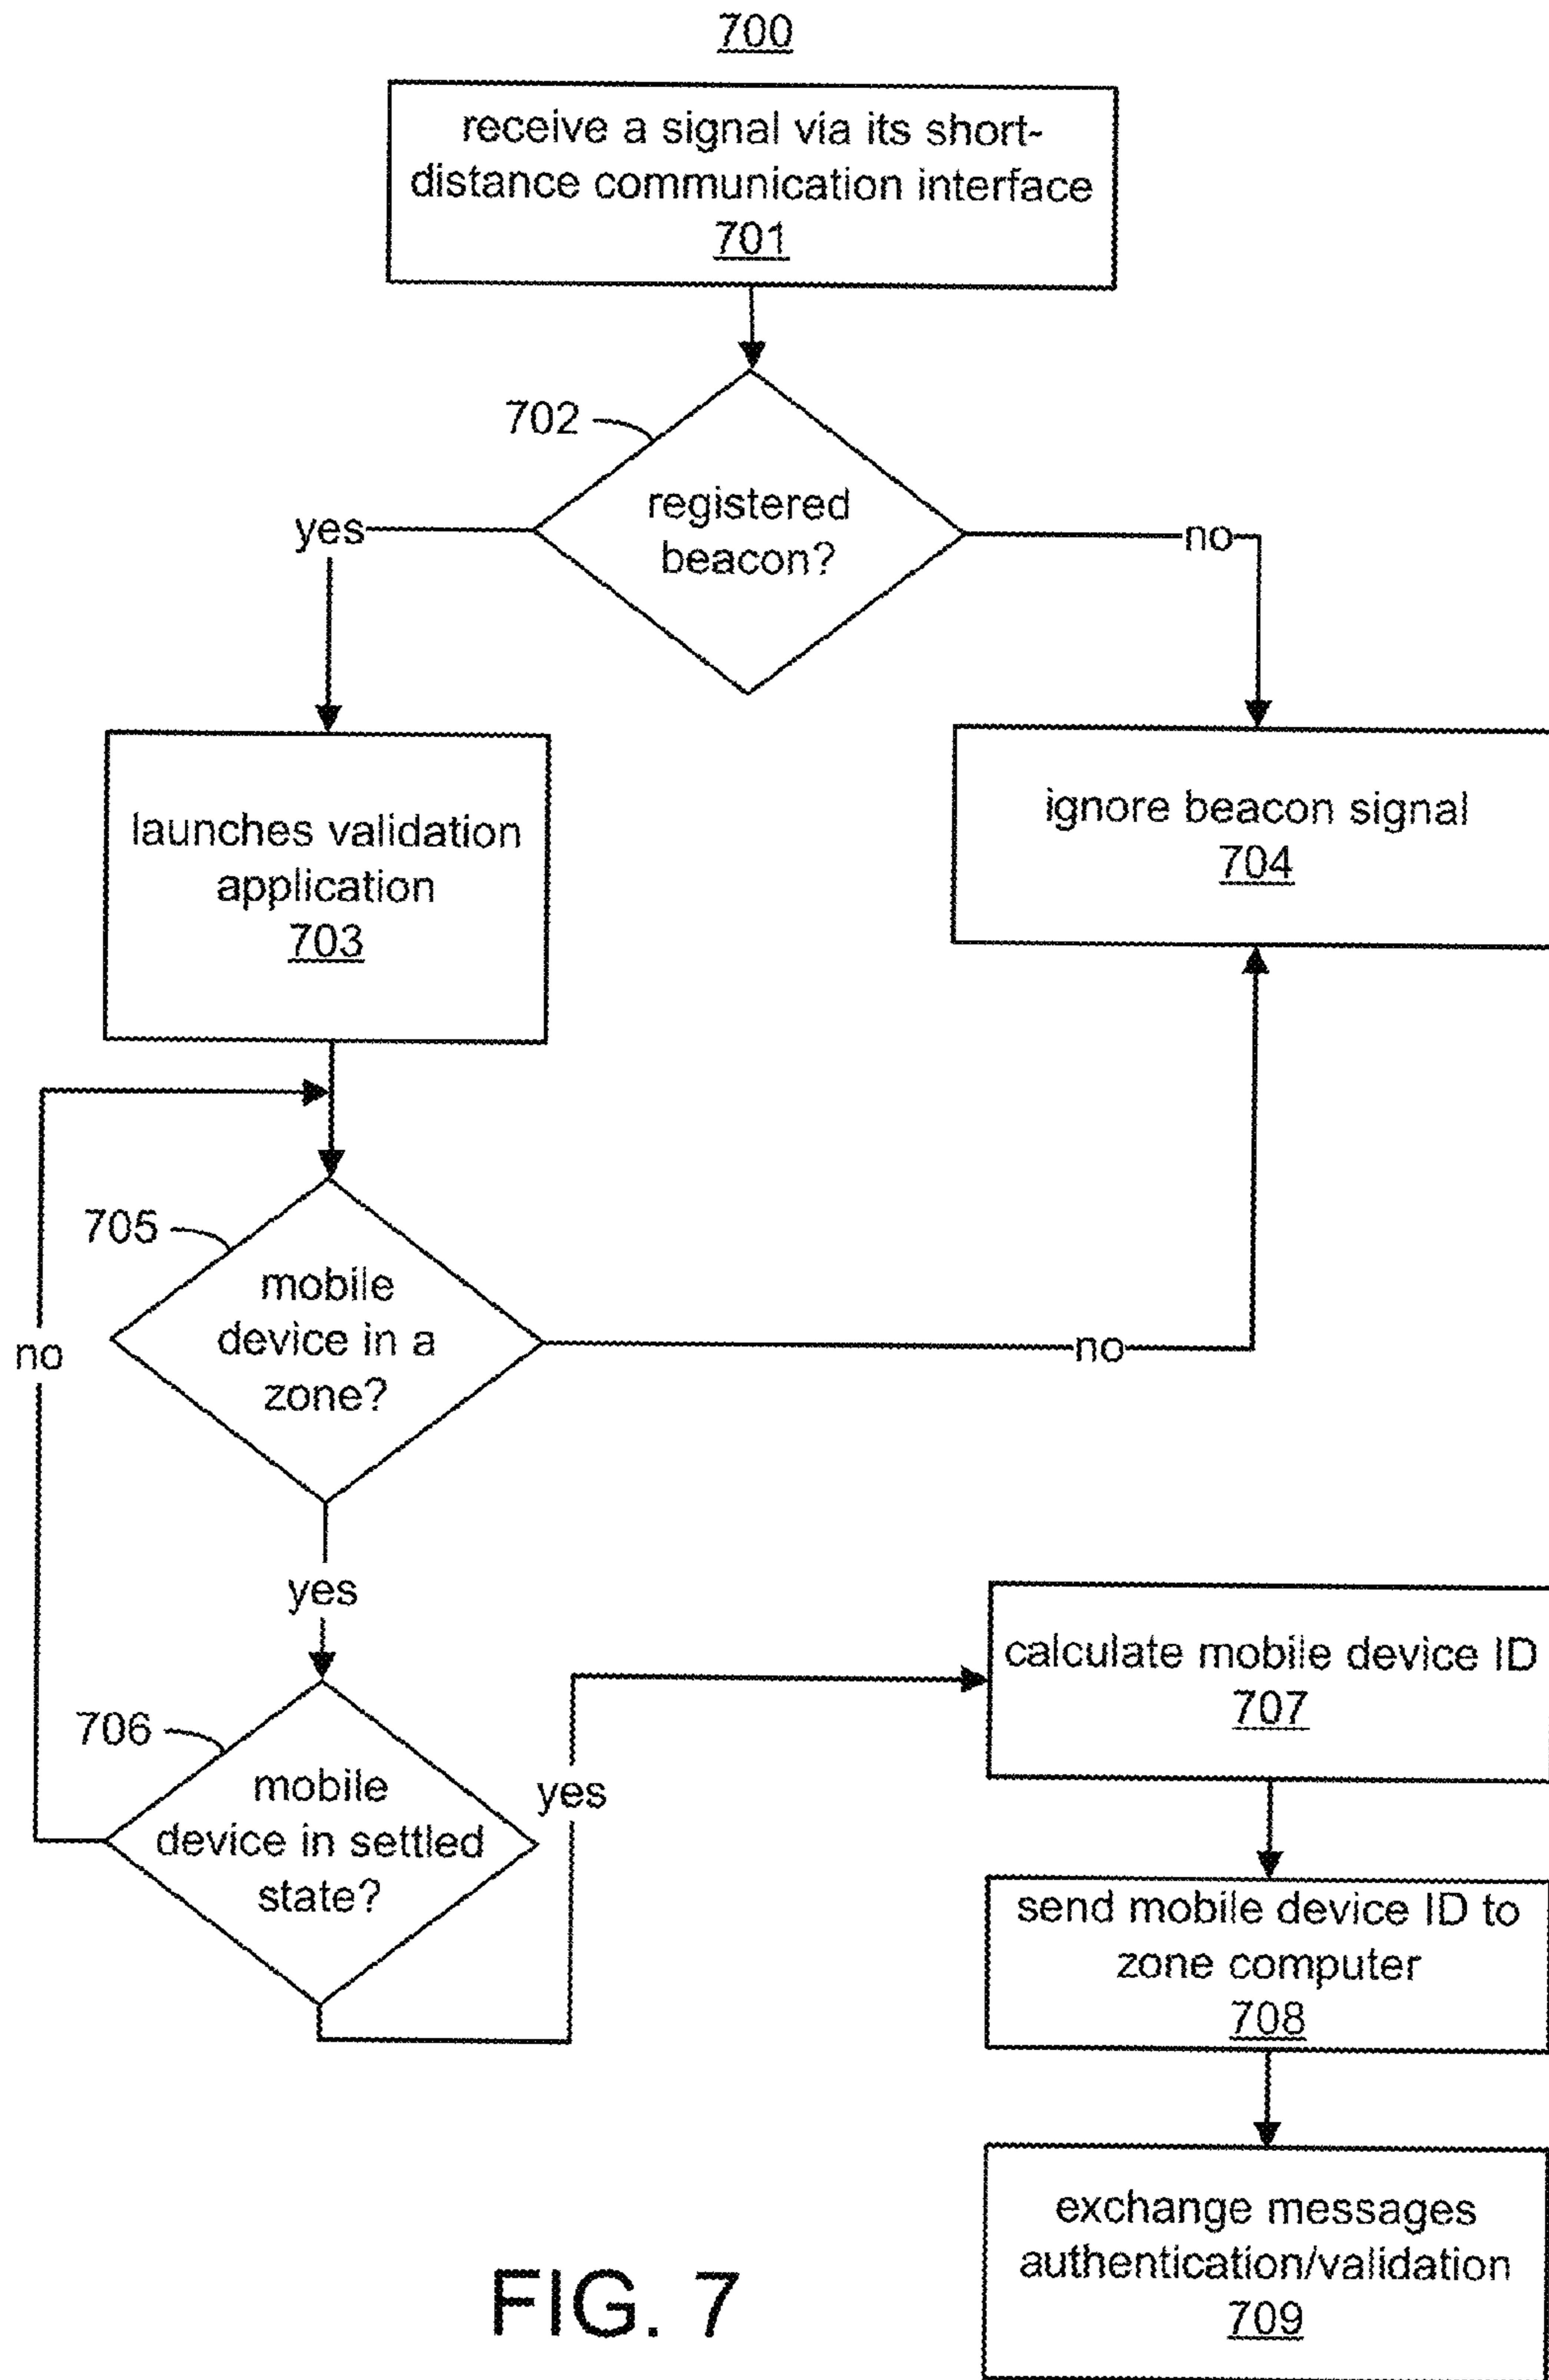 700
receive a signal via its short-
distance communication interface
701
702
registered
beacon?
yes
no
launches validation
application
703
ignore beacon signal
704
705
mobile
device in a
zone?
no
no
yes
706
mobile
device in settled
state?
yes
calculate mobile device ID
707
send mobile device ID to
zone computer
708
exchange messages
authentication/validation
709
FIG. 7